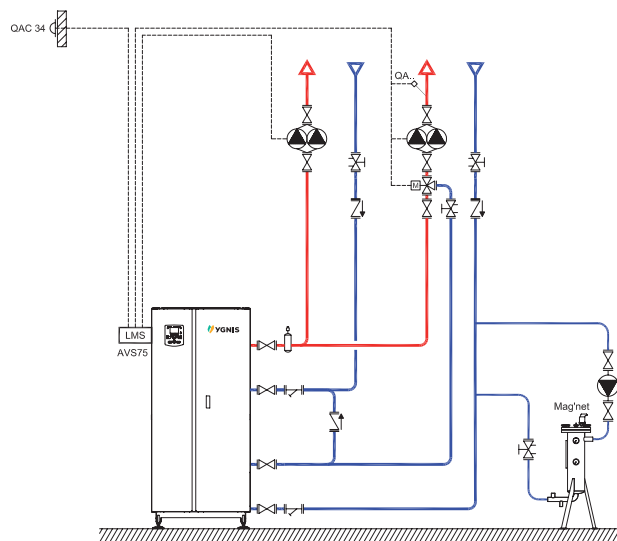 QAC 34
QA..
M
LMS
YGNIS
AVS75
Mag'net